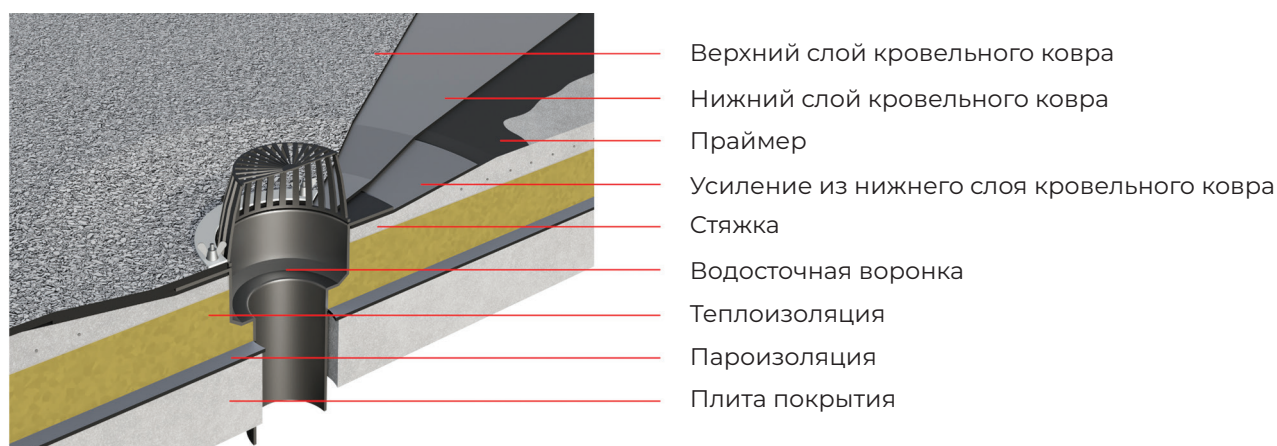 Верхний слой кровельного ковра
Нижний слой кровельного ковра
Праймер
Усиление из нижнего слоя кровельного ковра
Стяжка
Водосточная воронка
Теплоизоляция
Пароизоляция
Плита покрытия